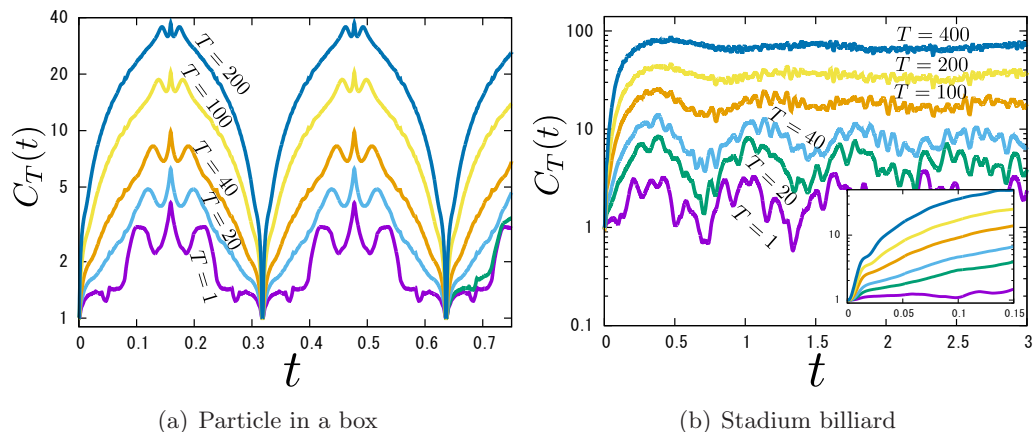 40
20
10
5
2
1
0
0.1
0.2
0.3
0.4
0.5
0.6
0.7
C_T(t)
t
T = 200
T = 100
T = 40
T = 20
T = 1
(a) Particle in a box
100
10
1
0.1
0
0.5
1
1.5
2
2.5
3
C_T(t)
t
T = 400
T = 200
T = 100
T = 40
T = 20
T = 1
10
1
0
0.05
0.1
0.15
(b) Stadium billiard